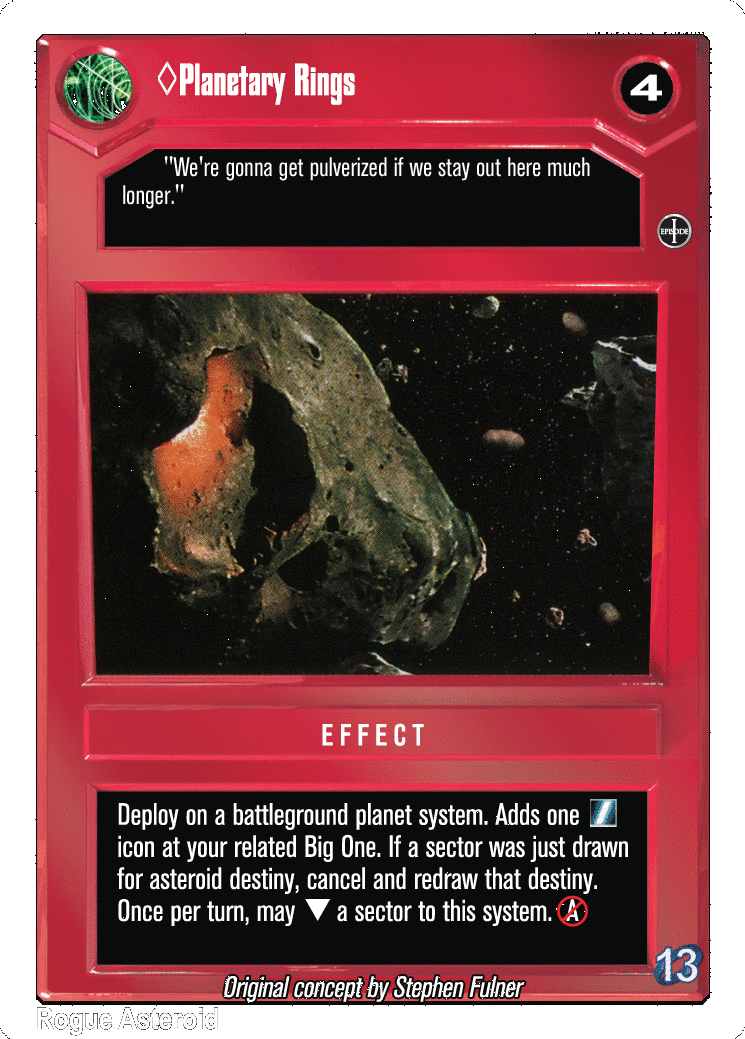 ◊Planetary Rings
4
"We're gonna get pulverized if we stay out here much
longer."
EPISODE I
EFFECT
Deploy on a battleground planet system. Adds one
icon at your related Big One. If a sector was just drawn
for asteroid destiny, cancel and redraw that destiny.
Once per turn, may ▼ a sector to this system. A
13
Original concept by Stephen Fulner
Rogue Asteroid